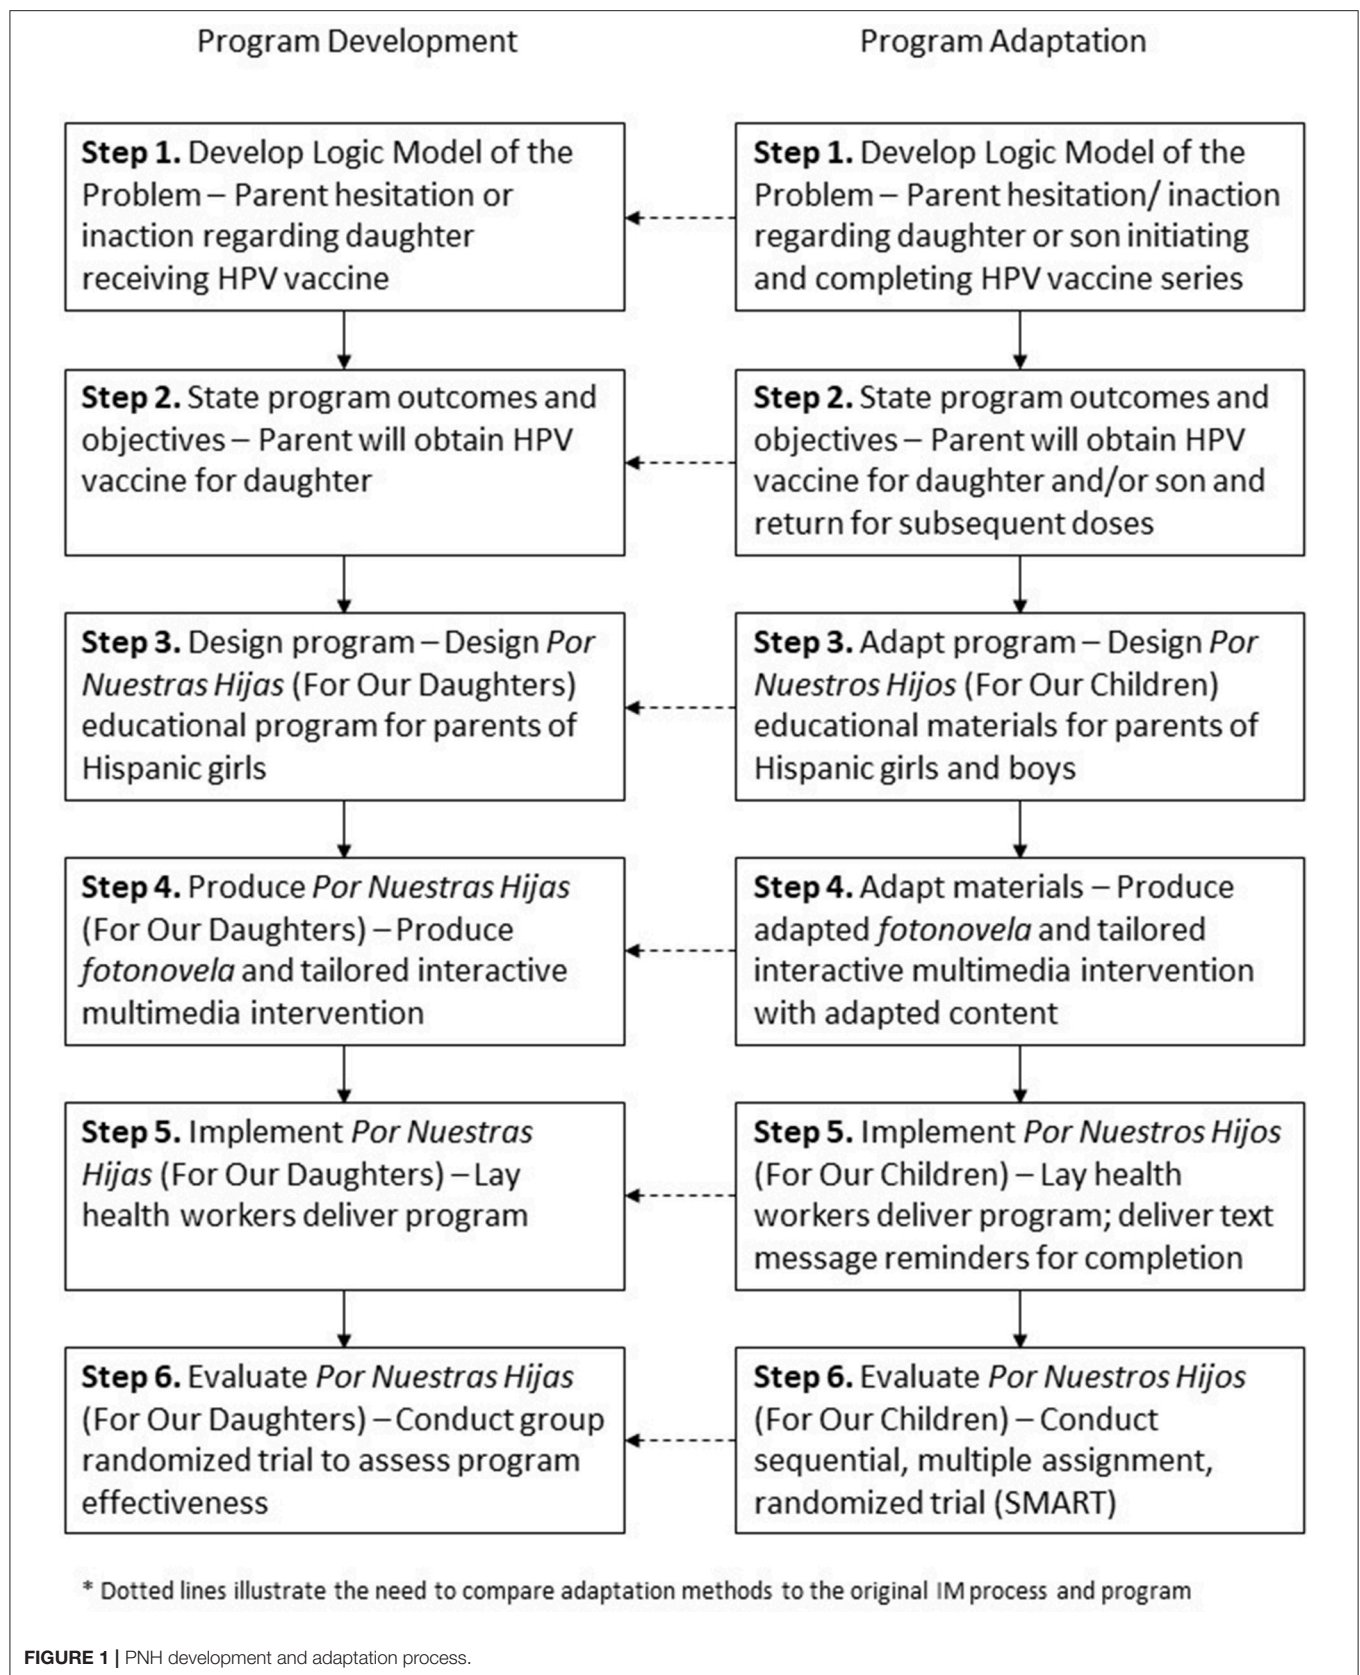 Program Development
Program Adaptation
Step 1. Develop Logic Model of the
Problem – Parent hesitation or
inaction regarding daughter
receiving HPV vaccine
Step 1. Develop Logic Model of the
Problem – Parent hesitation/ inaction
regarding daughter or son initiating
and completing HPV vaccine series
Step 2. State program outcomes and
objectives – Parent will obtain HPV
vaccine for daughter
Step 2. State program outcomes and
objectives – Parent will obtain HPV
vaccine for daughter and/or son and
return for subsequent doses
Step 3. Design program – Design Por
Nuestras Hijas (For Our Daughters)
educational program for parents of
Hispanic girls
Step 3. Adapt program – Design Por
Nuestros Hijos (For Our Children)
educational materials for parents of
Hispanic girls and boys
Step 4. Produce Por Nuestras Hijas
(For Our Daughters) – Produce
fotonovela and tailored interactive
multimedia intervention
Step 4. Adapt materials – Produce
adapted fotonovela and tailored
interactive multimedia intervention
with adapted content
Step 5. Implement Por Nuestras
Hijas (For Our Daughters) – Lay
health workers deliver program
Step 5. Implement Por Nuestros Hijos
(For Our Children) – Lay health
workers deliver program; deliver text
message reminders for completion
Step 6. Evaluate Por Nuestras Hijas
(For Our Daughters) – Conduct group
randomized trial to assess program
effectiveness
Step 6. Evaluate Por Nuestros Hijos
(For Our Children) – Conduct
sequential, multiple assignment,
randomized trial (SMART)
* Dotted lines illustrate the need to compare adaptation methods to the original IM process and program
FIGURE 1 | PNH development and adaptation process.